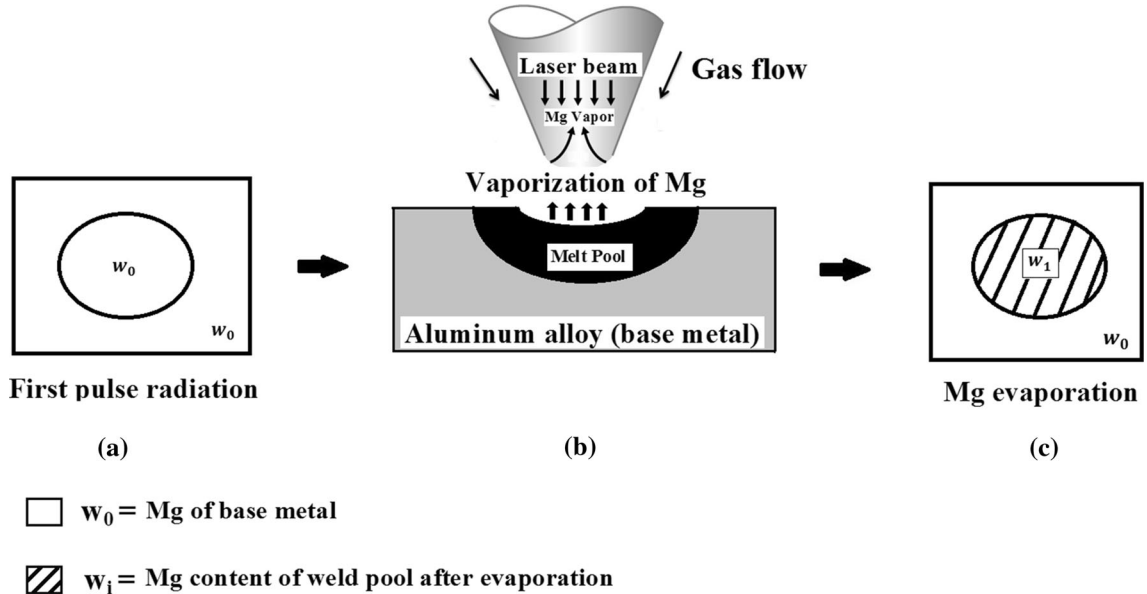 Laser beam
Gas flow
Mg Vapor
Vaporization of Mg
w₀
w₀
Melt Pool
Aluminum alloy (base metal)
w₁
w₀
First pulse radiation
Mg evaporation
(a)
(b)
(c)
w₀ = Mg of base metal
wᵢ = Mg content of weld pool after evaporation